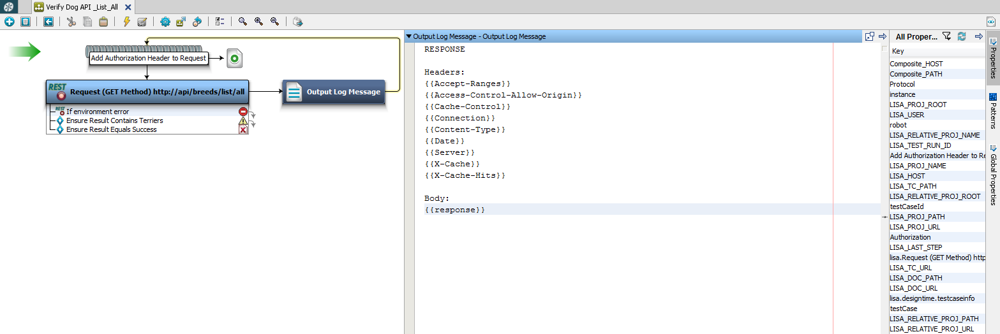 Verify Dog API _List_All
Add Authorization Header to Request
REST
Request (GET Method) http://api/breeds/list/all
Output Log Message
REST
If environment error
Ensure Result Contains Terriers
Ensure Result Equals Success
Output Log Message - Output Log Message
RESPONSE
Headers:
{{Accept-Ranges}}
{{Access-Control-Allow-Origin}}
{{Cache-Control}}
{{Connection}}
{{Content-Type}}
{{Date}}
{{Server}}
{{X-Cache}}
{{X-Cache-Hits}}
Body:
{{response}}
All Proper...
Key
Composite_HOST
Composite_PATH
Protocol
instance
LISA_PROJ_ROOT
LISA_USER
robot
LISA_RELATIVE_PROJ_NAME
LISA_TEST_RUN_ID
Add Authorization Header to Re
LISA_PROJ_NAME
LISA_HOST
LISA_TC_PATH
LISA_RELATIVE_PROJ_ROOT
testCaseId
LISA_PROJ_PATH
LISA_PROJ_URL
Authorization
LISA_LAST_STEP
lisa.Request (GET Method) http
LISA_TC_URL
LISA_DOC_PATH
LISA_DOC_URL
lisa.designtime.testcaseinfo
testCase
LISA_RELATIVE_PROJ_PATH
LISA_RELATIVE_PROJ_URL
Properties
Patterns
Global Properties